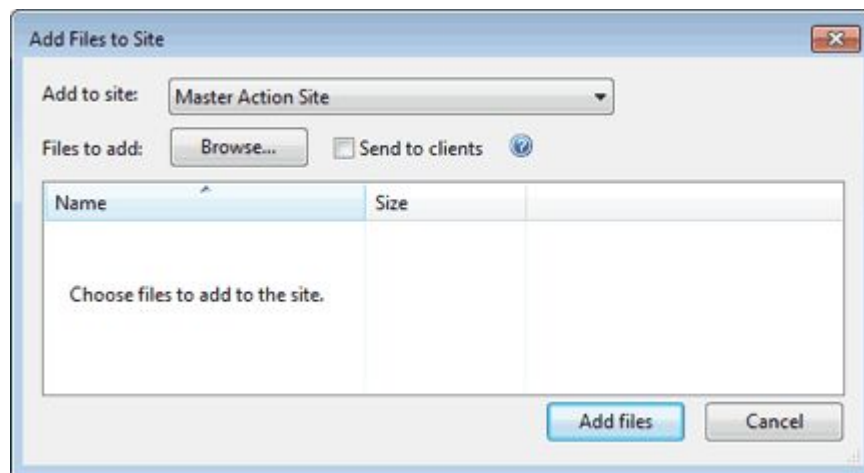 Add Files to Site
Add to site: Master Action Site
Files to add: Browse... Send to clients
Name Size
Choose files to add to the site.
Add files Cancel